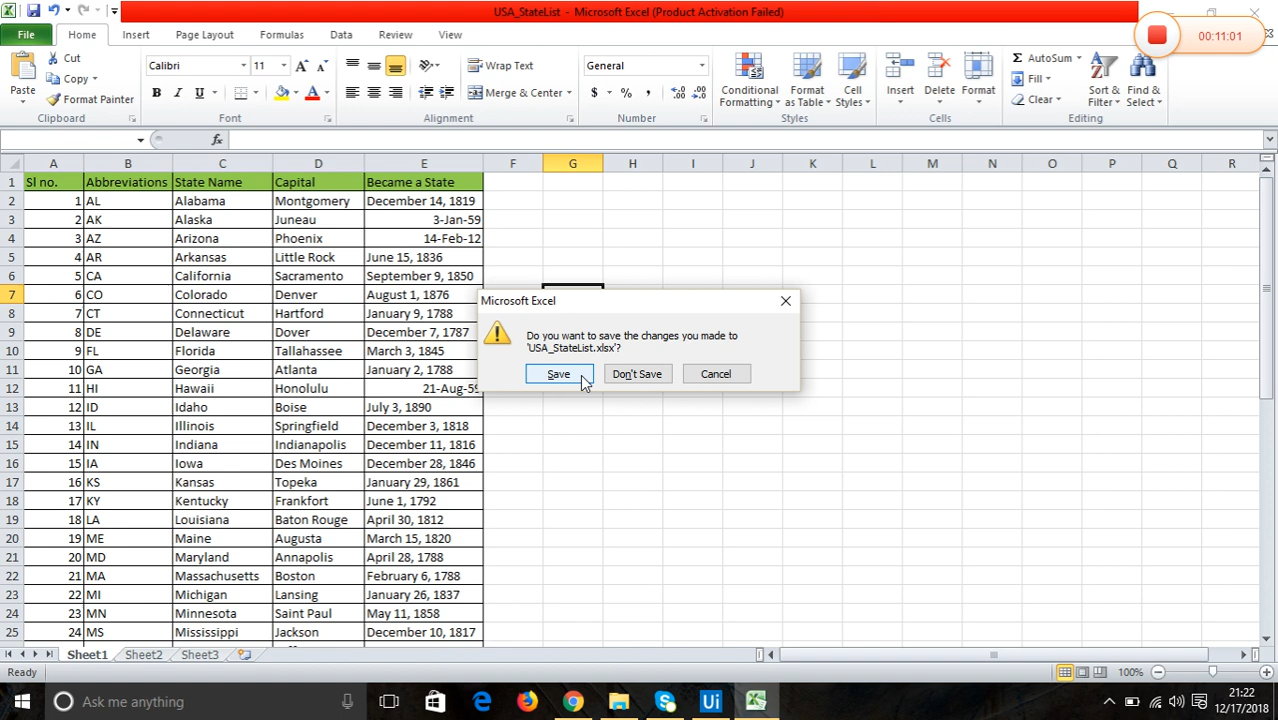 USA_StateList - Microsoft Excel (Product Activation Failed)
00:11:01
File Home Insert Page Layout Formulas Data Review View
Cut
Copy
Format Painter
Paste
Clipboard
Calibri 11
B I U
Font
Wrap Text
Merge & Center
Alignment
General
$ % ,
Number
Conditional Formatting
Format as Table
Cell Styles
Styles
Insert Delete Format
Cells
AutoSum
Fill
Clear
Sort & Filter
Find & Select
Editing
fx
A B C D E F G H I J K L M N O P Q R
1 Sl no. Abbreviations State Name Capital Became a State
2 1 AL Alabama Montgomery December 14, 1819
3 2 AK Alaska Juneau 3-Jan-59
4 3 AZ Arizona Phoenix 14-Feb-12
5 4 AR Arkansas Little Rock June 15, 1836
6 5 CA California Sacramento September 9, 1850
7 6 CO Colorado Denver August 1, 1876
8 7 CT Connecticut Hartford January 9, 1788
9 8 DE Delaware Dover December 7, 1787
10 9 FL Florida Tallahassee March 3, 1845
11 10 GA Georgia Atlanta January 2, 1788
12 11 HI Hawaii Honolulu 21-Aug-59
13 12 ID Idaho Boise July 3, 1890
14 13 IL Illinois Springfield December 3, 1818
15 14 IN Indiana Indianapolis December 11, 1816
16 15 IA Iowa Des Moines December 28, 1846
17 16 KS Kansas Topeka January 29, 1861
18 17 KY Kentucky Frankfort June 1, 1792
19 18 LA Louisiana Baton Rouge April 30, 1812
20 19 ME Maine Augusta March 15, 1820
21 20 MD Maryland Annapolis April 28, 1788
22 21 MA Massachusetts Boston February 6, 1788
23 22 MI Michigan Lansing January 26, 1837
24 23 MN Minnesota Saint Paul May 11, 1858
25 24 MS Mississippi Jackson December 10, 1817
Microsoft Excel
Do you want to save the changes you made to
'USA_StateList.xlsx'?
Save Don't Save Cancel
Sheet1 Sheet2 Sheet3
Ready 100%
Ask me anything
Ui
21:22
12/17/2018